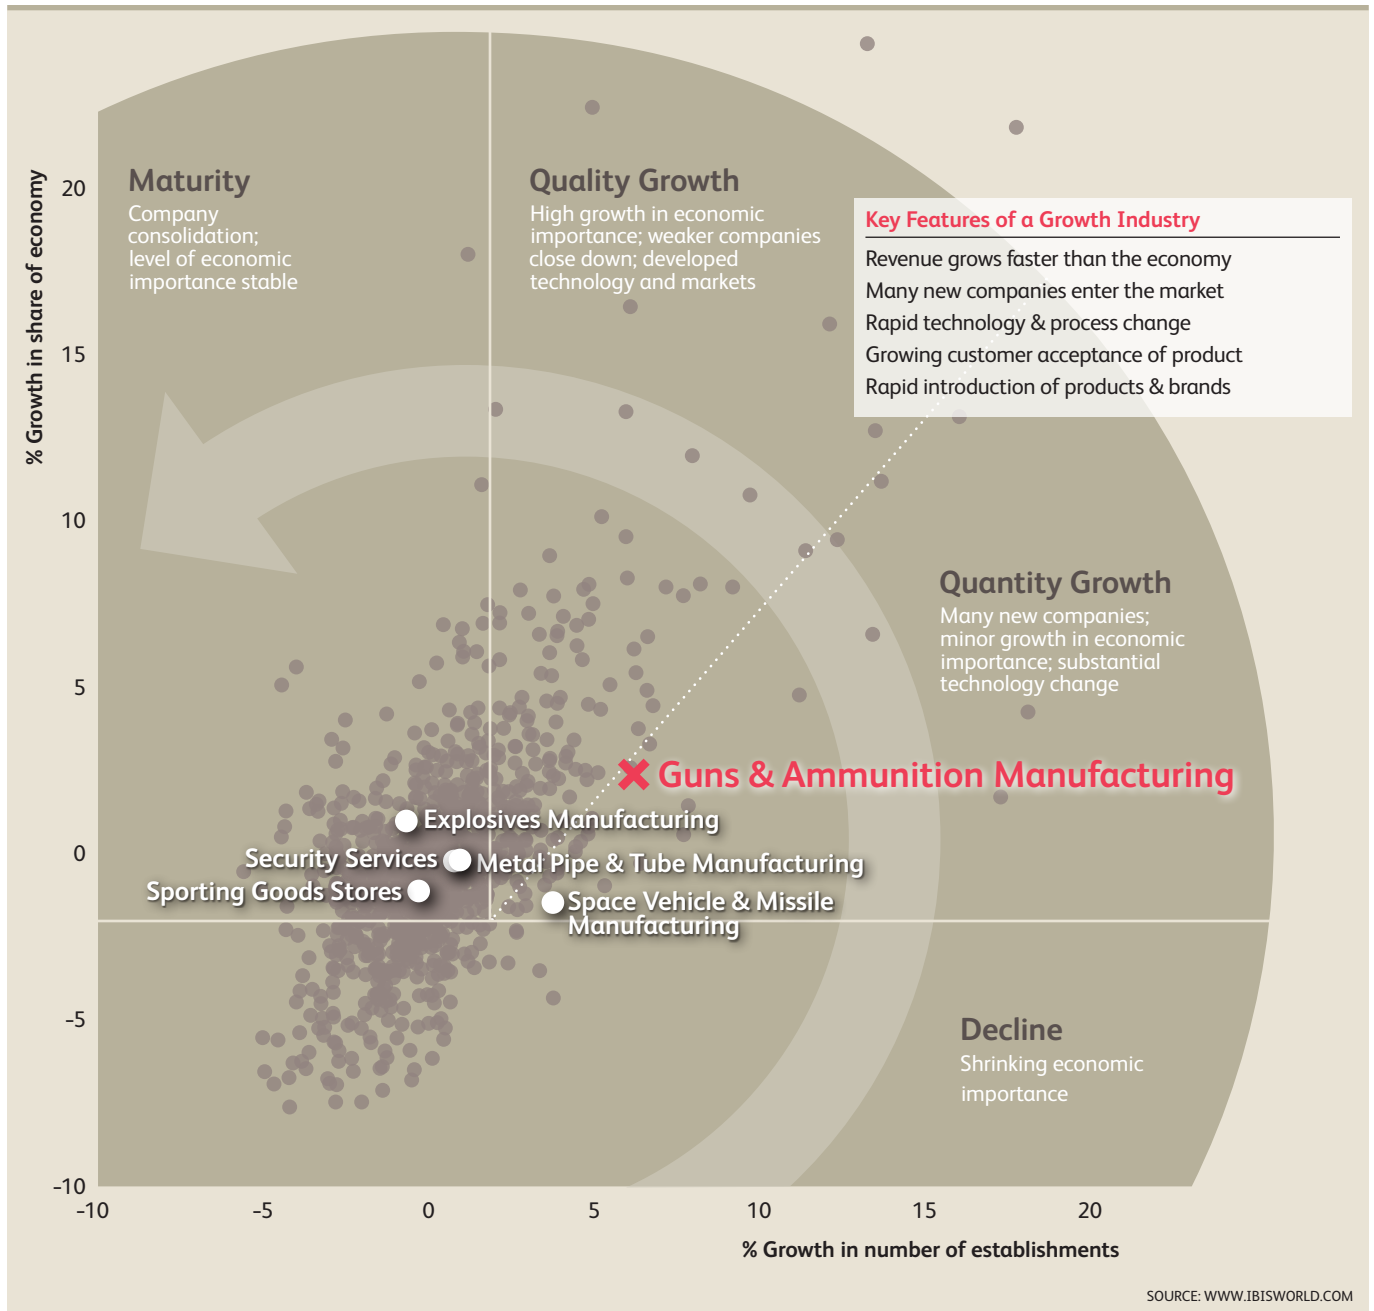 Maturity
Company
consolidation;
level of economic
importance stable
Quality Growth
High growth in economic
importance; weaker companies
close down; developed
technology and markets
Key Features of a Growth Industry
Revenue grows faster than the economy
Many new companies enter the market
Rapid technology & process change
Growing customer acceptance of product
Rapid introduction of products & brands
% Growth in share of economy
20
15
10
5
0
-5
-10
Quantity Growth
Many new companies;
minor growth in economic
importance; substantial
technology change
Guns & Ammunition Manufacturing
Explosives Manufacturing
Security Services
Metal Pipe & Tube Manufacturing
Sporting Goods Stores
Space Vehicle & Missile
Manufacturing
Decline
Shrinking economic
importance
-10
-5
0
5
10
15
20
% Growth in number of establishments
SOURCE: WWW.IBISWORLD.COM